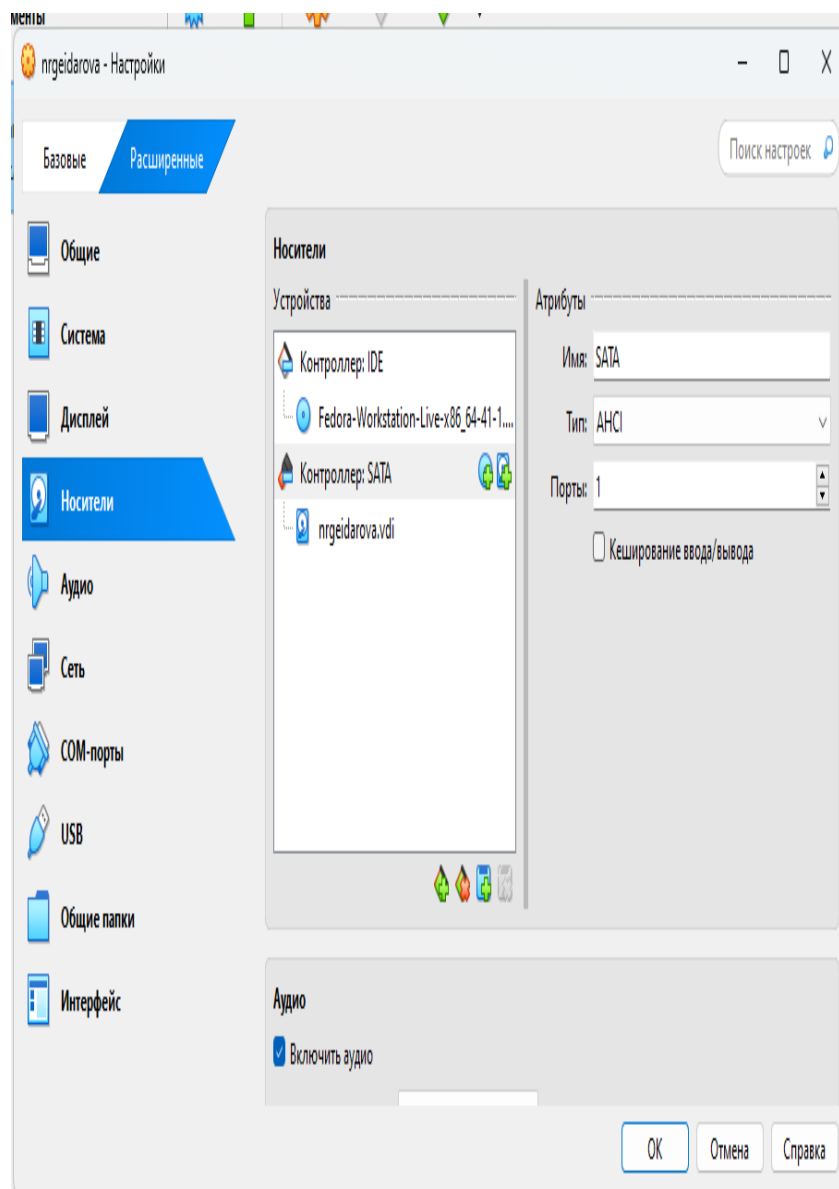 менты
nrgeidarova - Настройки
Базовые
Расширенные
Поиск настроек
Общие
Система
Дисплей
Носители
Аудио
Сеть
COM-порты
USB
Общие папки
Интерфейс
Носители
Устройства
Контроллер: IDE
Fedora-Workstation-Live-x86_64-41-1....
Контроллер: SATA
nrgeidarova.vdi
Атрибуты
Имя: SATA
Тип: AHCI
Порты: 1
Кеширование ввода/вывода
Аудио
Включить аудио
OK
Отмена
Справка